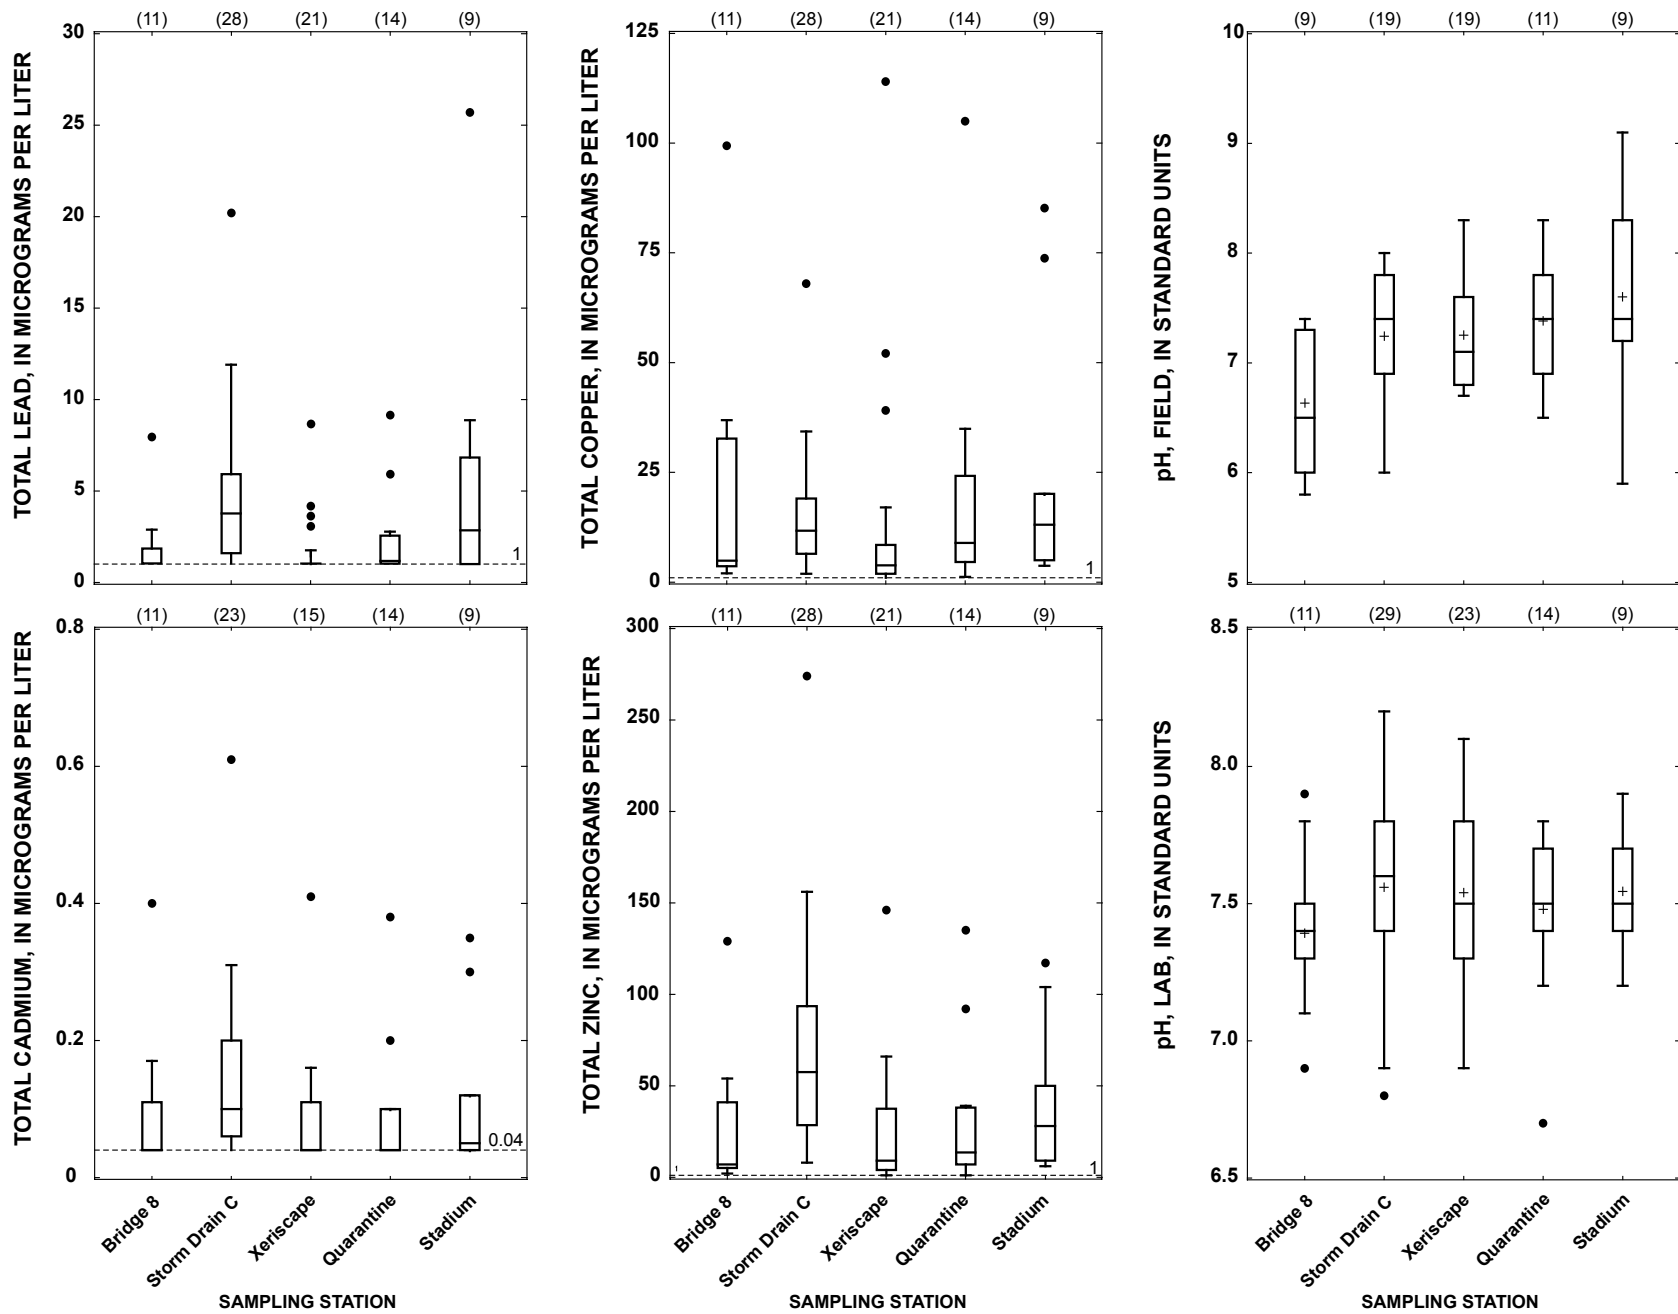 (11) (28) (21) (14) (9)
TOTAL LEAD, IN MICROGRAMS PER LITER
30
25
20
15
10
5
0
1
(11) (28) (21) (14) (9)
TOTAL COPPER, IN MICROGRAMS PER LITER
125
100
75
50
25
0
1
(9) (19) (19) (11) (9)
pH, FIELD, IN STANDARD UNITS
10
9
8
7
6
5
(11) (23) (15) (14) (9)
TOTAL CADMIUM, IN MICROGRAMS PER LITER
0.8
0.6
0.4
0.2
0
0.04
Bridge 8
Storm Drain C
Xeriscape
Quarantine
Stadium
SAMPLING STATION
(11) (28) (21) (14) (9)
TOTAL ZINC, IN MICROGRAMS PER LITER
300
250
200
150
100
50
0
1
Bridge 8
Storm Drain C
Xeriscape
Quarantine
Stadium
SAMPLING STATION
(11) (29) (23) (14) (9)
pH, LAB, IN STANDARD UNITS
8.5
8.0
7.5
7.0
6.5
Bridge 8
Storm Drain C
Xeriscape
Quarantine
Stadium
SAMPLING STATION